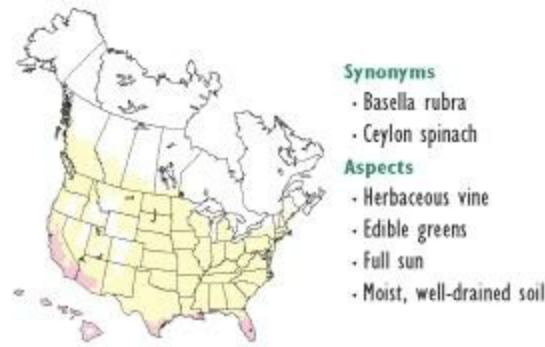 Synonyms
· Basella rubra
· Ceylon spinach
Aspects
· Herbaceous vine
· Edible greens
· Full sun
· Moist, well-drained soil